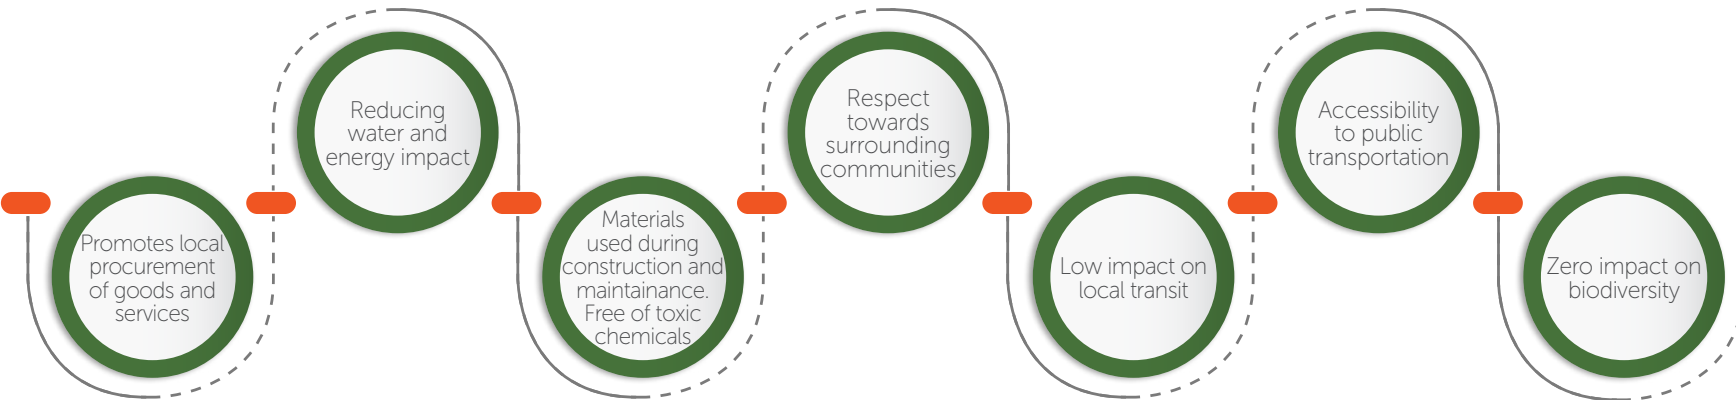 Promotes local
procurement
of goods and
services
Reducing
water and
energy impact
Materials
used during
construction and
maintainance.
Free of toxic
chemicals
Respect
towards
surrounding
communities
Low impact on
local transit
Accessibility
to public
transportation
Zero impact on
biodiversity